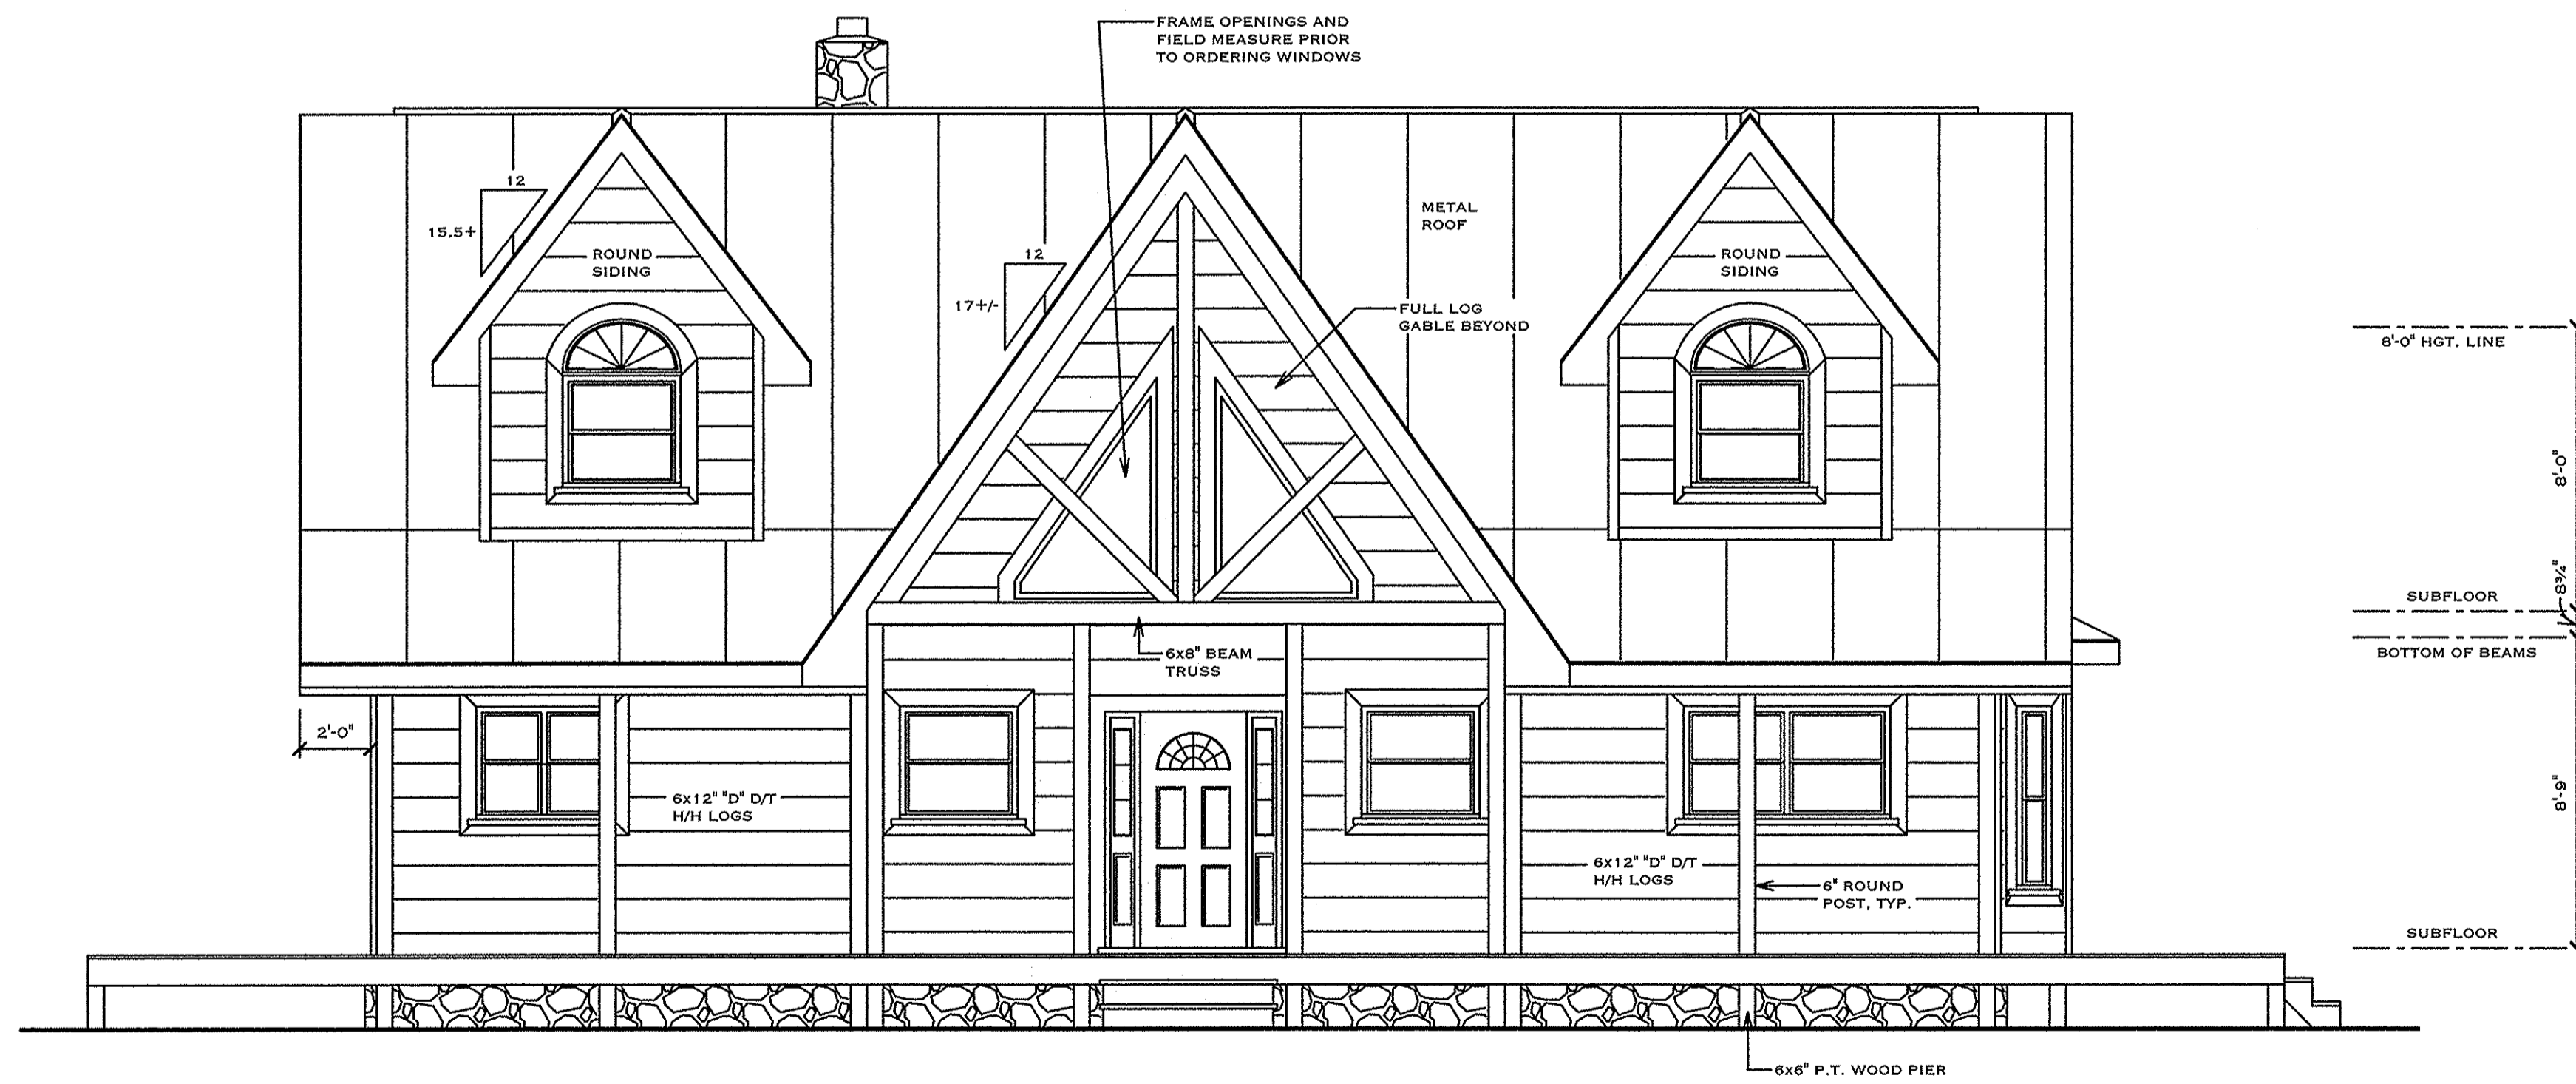 FRAME OPENINGS AND
FIELD MEASURE PRIOR
TO ORDERING WINDOWS
12
15.5+
ROUND
SIDING
12
17+/-
METAL
ROOF
FULL LOG
GABLE BEYOND
ROUND
SIDING
8'-0" HGT. LINE
8'-0"
SUBFLOOR
8¾"
BOTTOM OF BEAMS
6x8" BEAM
TRUSS
2'-0"
6x12" "D" D/T
H/H LOGS
6x12" "D" D/T
H/H LOGS
6" ROUND
POST, TYP.
8'-9"
SUBFLOOR
6x6" P.T. WOOD PIER